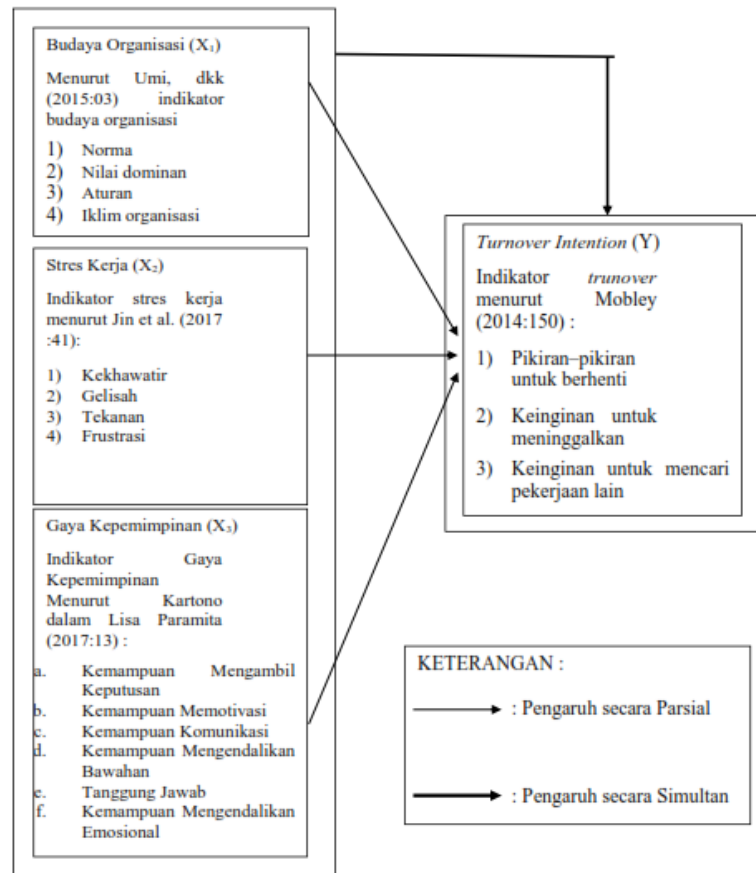 Budaya Organisasi (X₁)
Menurut Umi, dkk
(2015:03) indikator
budaya organisasi
1) Norma
2) Nilai dominan
3) Aturan
4) Iklim organisasi
Stres Kerja (X₂)
Indikator stres kerja
menurut Jin et al. (2017
:41):
1) Kekhawatir
2) Gelisah
3) Tekanan
4) Frustrasi
Gaya Kepemimpinan (X₃)
Indikator Gaya
Kepemimpinan
Menurut Kartono
dalam Lisa Paramita
(2017:13) :
a. Kemampuan Mengambil
Keputusan
b. Kemampuan Memotivasi
c. Kemampuan Komunikasi
d. Kemampuan Mengendalikan
Bawahan
e. Tanggung Jawab
f. Kemampuan Mengendalikan
Emosional
Turnover Intention (Y)
Indikator trunover
menurut Mobley
(2014:150) :
1) Pikiran–pikiran
untuk berhenti
2) Keinginan untuk
meninggalkan
3) Keinginan untuk mencari
pekerjaan lain
KETERANGAN :
: Pengaruh secara Parsial
: Pengaruh secara Simultan